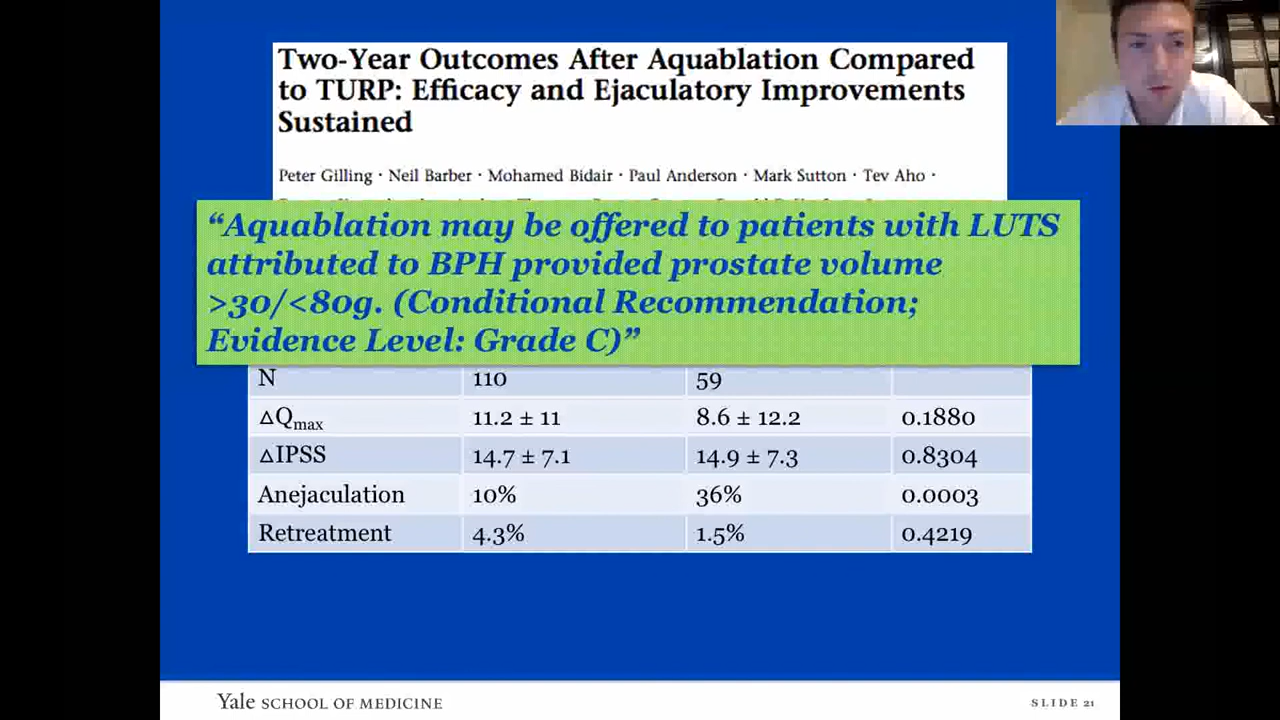 Two-Year Outcomes After Aquablation Compared
to TURP: Efficacy and Ejaculatory Improvements
Sustained
Peter Gilling · Neil Barber · Mohamed Bidair · Paul Anderson · Mark Sutton · Tev Aho ·
“Aquablation may be offered to patients with LUTS
attributed to BPH provided prostate volume
>30/<80g. (Conditional Recommendation;
Evidence Level: Grade C)”
N 110 59
△Qmax 11.2 ± 11 8.6 ± 12.2 0.1880
△IPSS 14.7 ± 7.1 14.9 ± 7.3 0.8304
Anejaculation 10% 36% 0.0003
Retreatment 4.3% 1.5% 0.4219
Yale SCHOOL OF MEDICINE
SLIDE 21